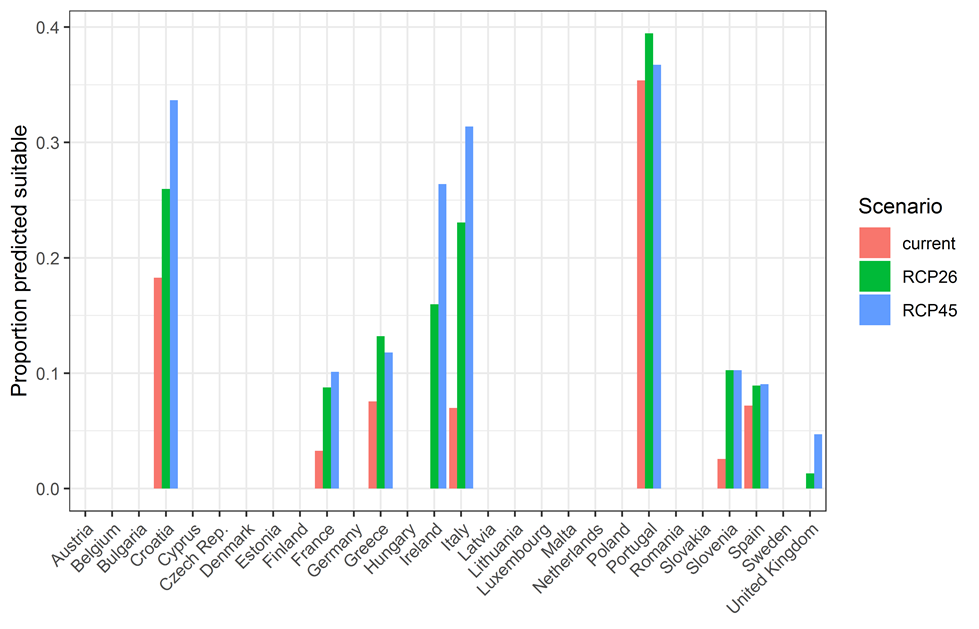 Proportion predicted suitable
0.4
0.3
0.2
0.1
0.0
Austria
Belgium
Bulgaria
Croatia
Cyprus
Czech Rep.
Denmark
Estonia
Finland
France
Germany
Greece
Hungary
Ireland
Italy
Latvia
Lithuania
Luxembourg
Malta
Netherlands
Poland
Portugal
Romania
Slovakia
Slovenia
Spain
Sweden
United Kingdom
Scenario
current
RCP26
RCP45